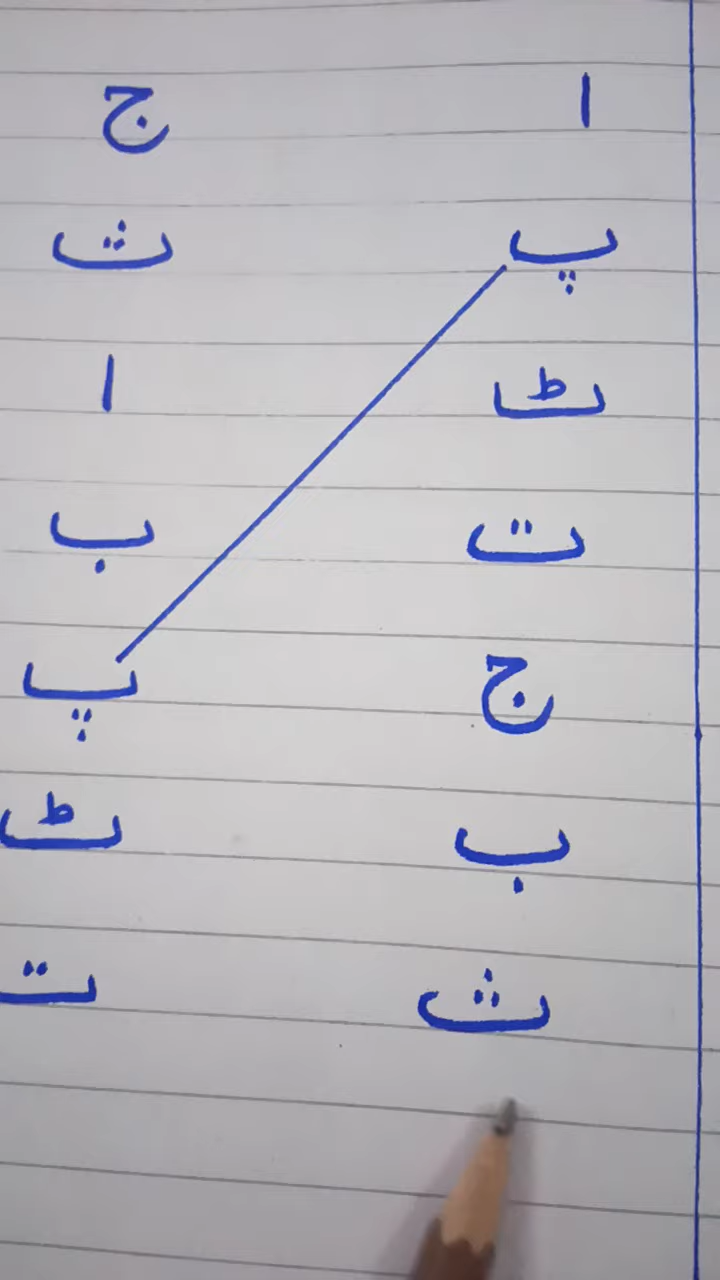 ا ج
پ ث
ٹ ا
ت ب
ج پ
ب ٹ
ث ت